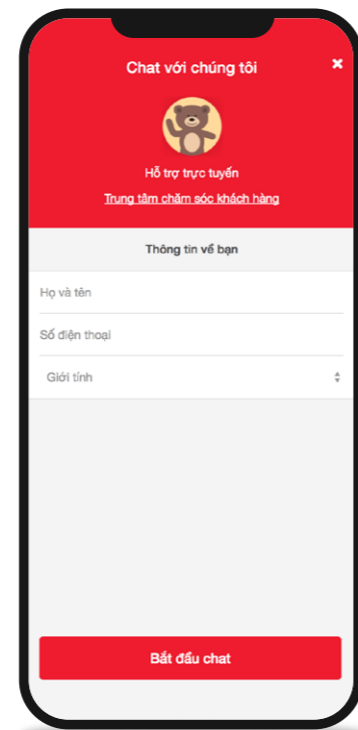 Chat với chúng tôi
Hỗ trợ trực tuyến
Trung tâm chăm sóc khách hàng
Thông tin về bạn
Họ và tên
Số điện thoại
Giới tính
Bắt đầu chat